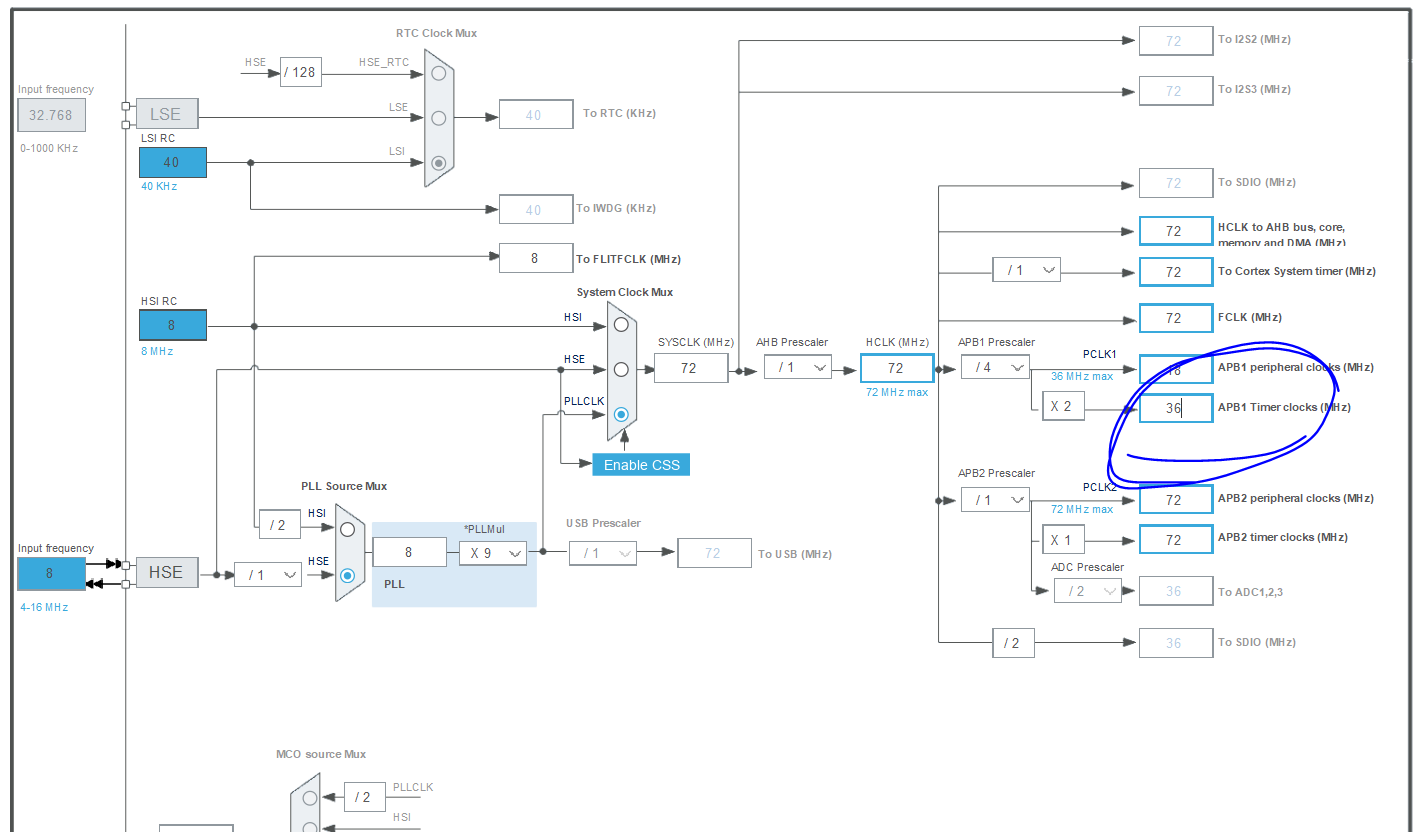 RTC Clock Mux
HSE
/ 128
HSE_RTC
72
To I2S2 (MHz)
Input frequency
32.768
0-1000 KHz
LSE
LSE
40
To RTC (KHz)
72
To I2S3 (MHz)
LSI RC
40
40 KHz
LSI
40
To IWDG (KHz)
72
To SDIO (MHz)
8
To FLITFCLK (MHz)
72
HCLK to AHB bus, core,
memory and DMA (MHz)
/ 1
72
To Cortex System timer (MHz)
HSI RC
8
8 MHz
System Clock Mux
HSI
HSE
PLLCLK
SYSCLK (MHz)
72
AHB Prescaler
/ 1
HCLK (MHz)
72
72 MHz max
72
FCLK (MHz)
APB1 Prescaler
/ 4
PCLK1
36 MHz max
APB1 peripheral clocks (MHz)
X 2
36
APB1 Timer clocks (MHz)
Enable CSS
APB2 Prescaler
/ 1
PCLK2
72 MHz max
72
APB2 peripheral clocks (MHz)
X 1
72
APB2 timer clocks (MHz)
ADC Prescaler
/ 2
36
To ADC1,2,3
/ 2
36
To SDIO (MHz)
PLL Source Mux
HSI
/ 2
HSE
Input frequency
8
4-16 MHz
HSE
/ 1
8
*PLLMul
X 9
PLL
USB Prescaler
/ 1
72
To USB (MHz)
MCO source Mux
/ 2
PLLCLK
HSI